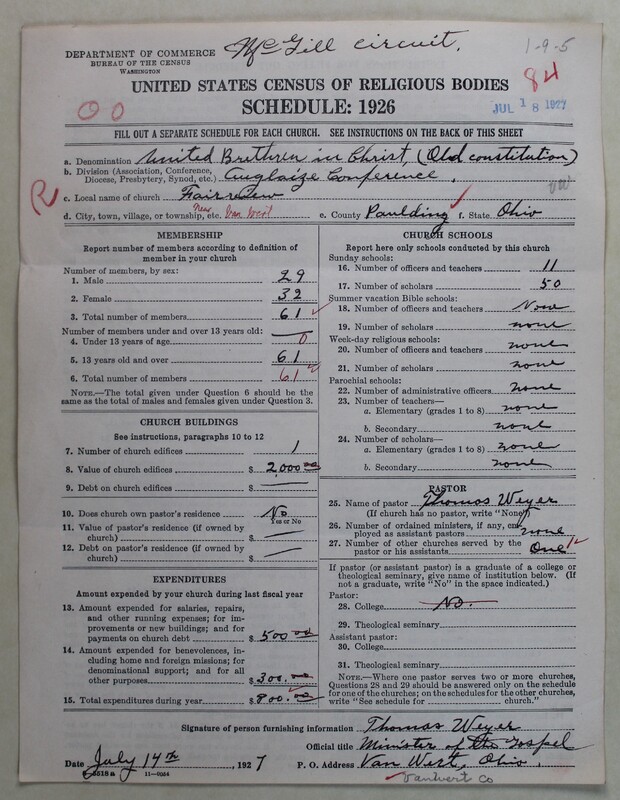 McGill circuit.
1-9-5
DEPARTMENT OF COMMERCE
BUREAU OF THE CENSUS
WASHINGTON
84
UNITED STATES CENSUS OF RELIGIOUS BODIES
00
SCHEDULE: 1926
JUL 18 1927
FILL OUT A SEPARATE SCHEDULE FOR EACH CHURCH. SEE INSTRUCTIONS ON THE BACK OF THIS SHEET
a. Denomination United Brethren in Christ, (Old constitution)
b. Division (Association, Conference, Diocese, Presbytery, Synod, etc.) Auglaize Conference.
R
c. Local name of church Fairview
d. City, town, village, or township, etc. Near Van Wert e. County Paulding f. State Ohio
MEMBERSHIP
Report number of members according to definition of
member in your church
Number of members, by sex:
1. Male 29
2. Female 32
3. Total number of members 61
Number of members under and over 13 years old:
4. Under 13 years of age 0
5. 13 years old and over 61
6. Total number of members 61
NOTE.—The total given under Question 6 should be
same as the total of males and females given under Question 3.
CHURCH BUILDINGS
See instructions, paragraphs 10 to 12
7. Number of church edifices 1
8. Value of church edifices $ 2,000 00
9. Debt on church edifices $ —
10. Does church own pastor's residence No
Yes or No
11. Value of pastor's residence (if owned by
church) $ —
12. Debt on pastor's residence (if owned by
church) $ —
EXPENDITURES
Amount expended by your church during last fiscal year
13. Amount expended for salaries, repairs,
and other running expenses; for im-
provements or new buildings; and for
payments on church debt $ 500 00
14. Amount expended for benevolences, in-
cluding home and foreign missions; for
denominational support; and for all
other purposes $ 300.00
15. Total expenditures during year $ 800.00
CHURCH SCHOOLS
Report here only schools conducted by this church
Sunday schools:
16. Number of officers and teachers 11
17. Number of scholars 50
Summer vacation Bible schools:
18. Number of officers and teachers None
19. Number of scholars none
Week-day religious schools:
20. Number of officers and teachers none
21. Number of scholars none
Parochial schools:
22. Number of administrative officers none
23. Number of teachers—
a. Elementary (grades 1 to 8) none
b. Secondary none
24. Number of scholars—
a. Elementary (grades 1 to 8) none
b. Secondary none
PASTOR
25. Name of pastor Thomas Weyer
(If church has no pastor, write "None")
26. Number of ordained ministers, if any, em-
ployed as assistant pastors none
27. Number of other churches served by the
pastor or his assistants One 1
If pastor (or assistant pastor) is a graduate of a college or
theological seminary, give name of institution below. (If
not a graduate, write "No" in the space indicated.)
Pastor:
28. College No.
29. Theological seminary
Assistant pastor:
30. College
31. Theological seminary
NOTE.—Where one pastor serves two or more churches,
Questions 28 and 29 should be answered only on the schedule
for one of the churches; on the schedules for the other churches,
write "See schedule for ........ church."
Signature of person furnishing information Thomas Weyer
Official title Minister of the Gospel
Date July 14th, 1927 P. O. Address Van Wert, Ohio.
8-5518a 11—9024
VanWert Co